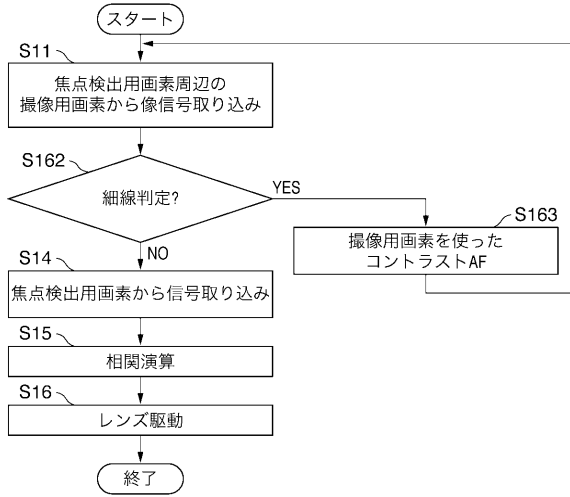 スタート
S11
焦点検出用画素周辺の
撮像用画素から像信号取り込み
S162
細線判定?
YES
NO
S163
撮像用画素を使った
コントラストAF
S14
焦点検出用画素から信号取り込み
S15
相関演算
S16
レンズ駆動
終了